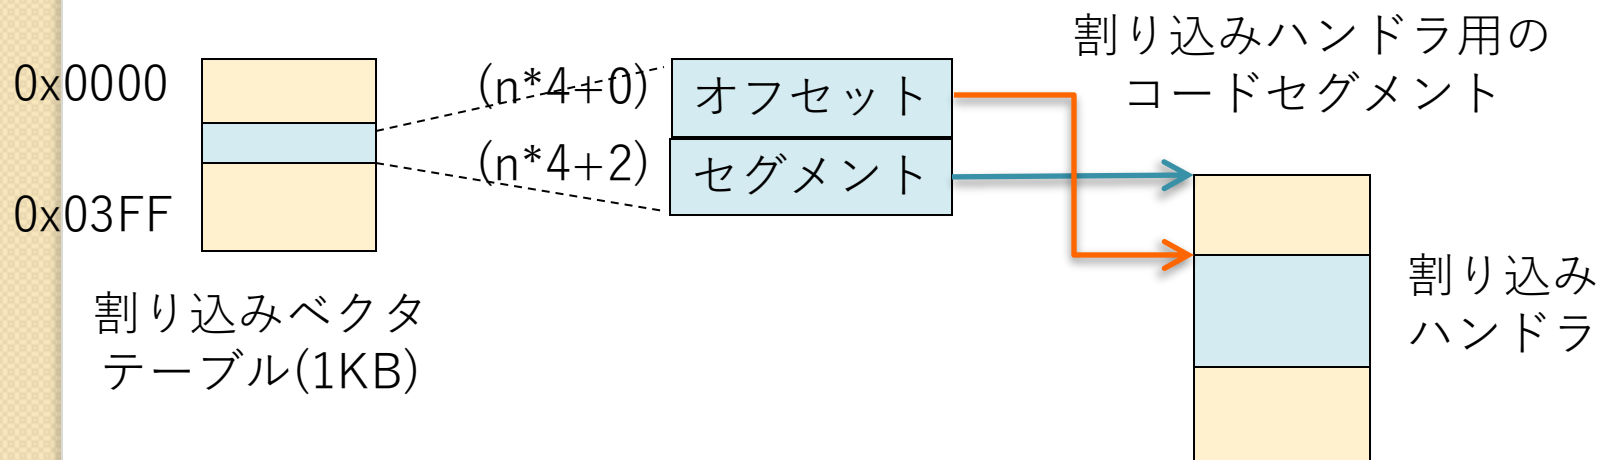 0x0000
0x03FF
割り込みベクタ
テーブル(1KB)
(n*4+0)
(n*4+2)
オフセット
セグメント
割り込みハンドラ用の
コードセグメント
割り込み
ハンドラ